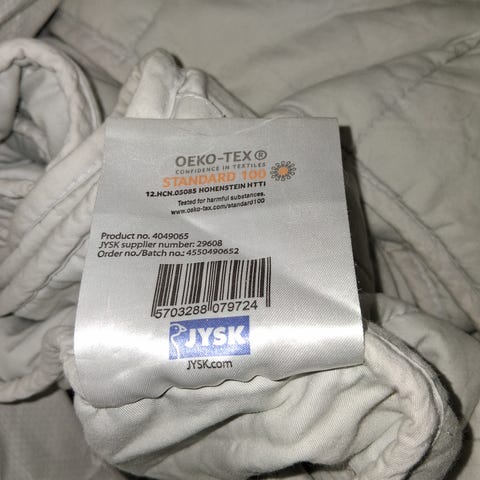 OEKO-TEX®
CONFIDENCE IN TEXTILES
STANDARD 100
12.HCN.05085 HOHENSTEIN HTTI
Tested for harmful substances.
www.oeko-tex.com/standard100
Product no. 4049065
JYSK supplier number: 29608
Order no./Batch no.: 4550490652
5703288 079724
JYSK
JYSK.com